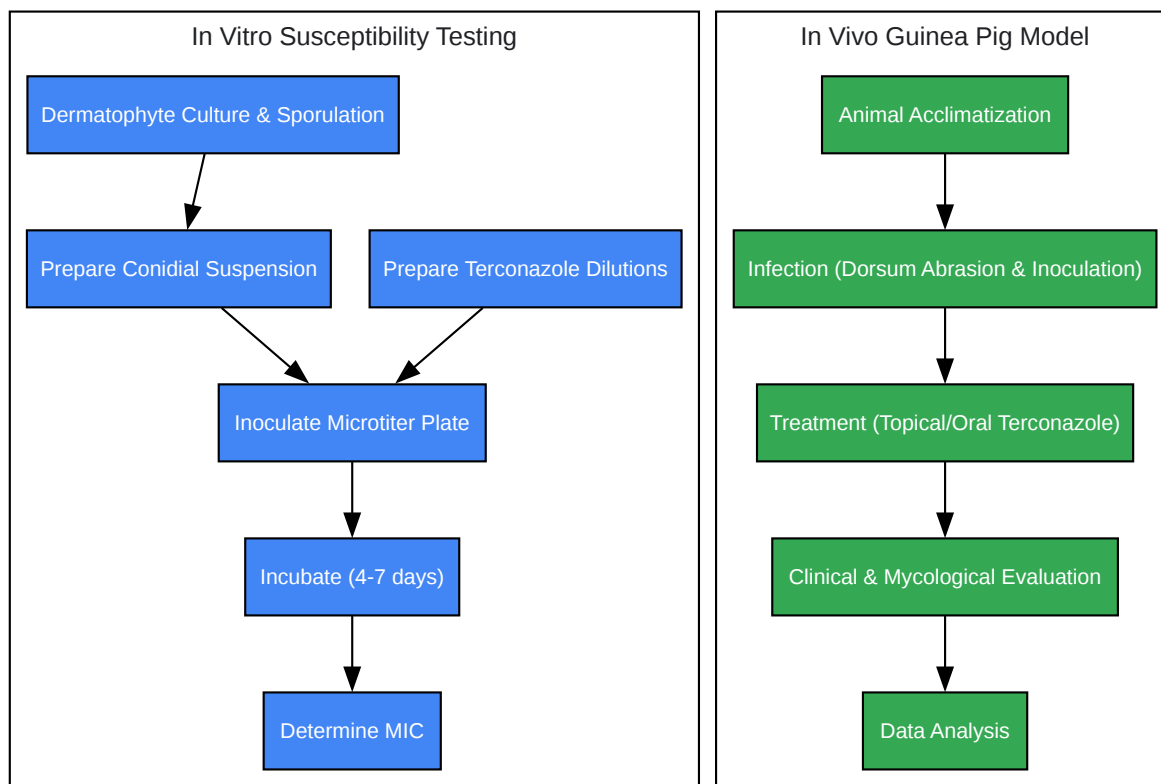 In Vitro Susceptibility Testing
Dermatophyte Culture & Sporulation
Prepare Conidial Suspension
Prepare Terconazole Dilutions
Inoculate Microtiter Plate
Incubate (4-7 days)
Determine MIC
In Vivo Guinea Pig Model
Animal Acclimatization
Infection (Dorsum Abrasion & Inoculation)
Treatment (Topical/Oral Terconazole)
Clinical & Mycological Evaluation
Data Analysis